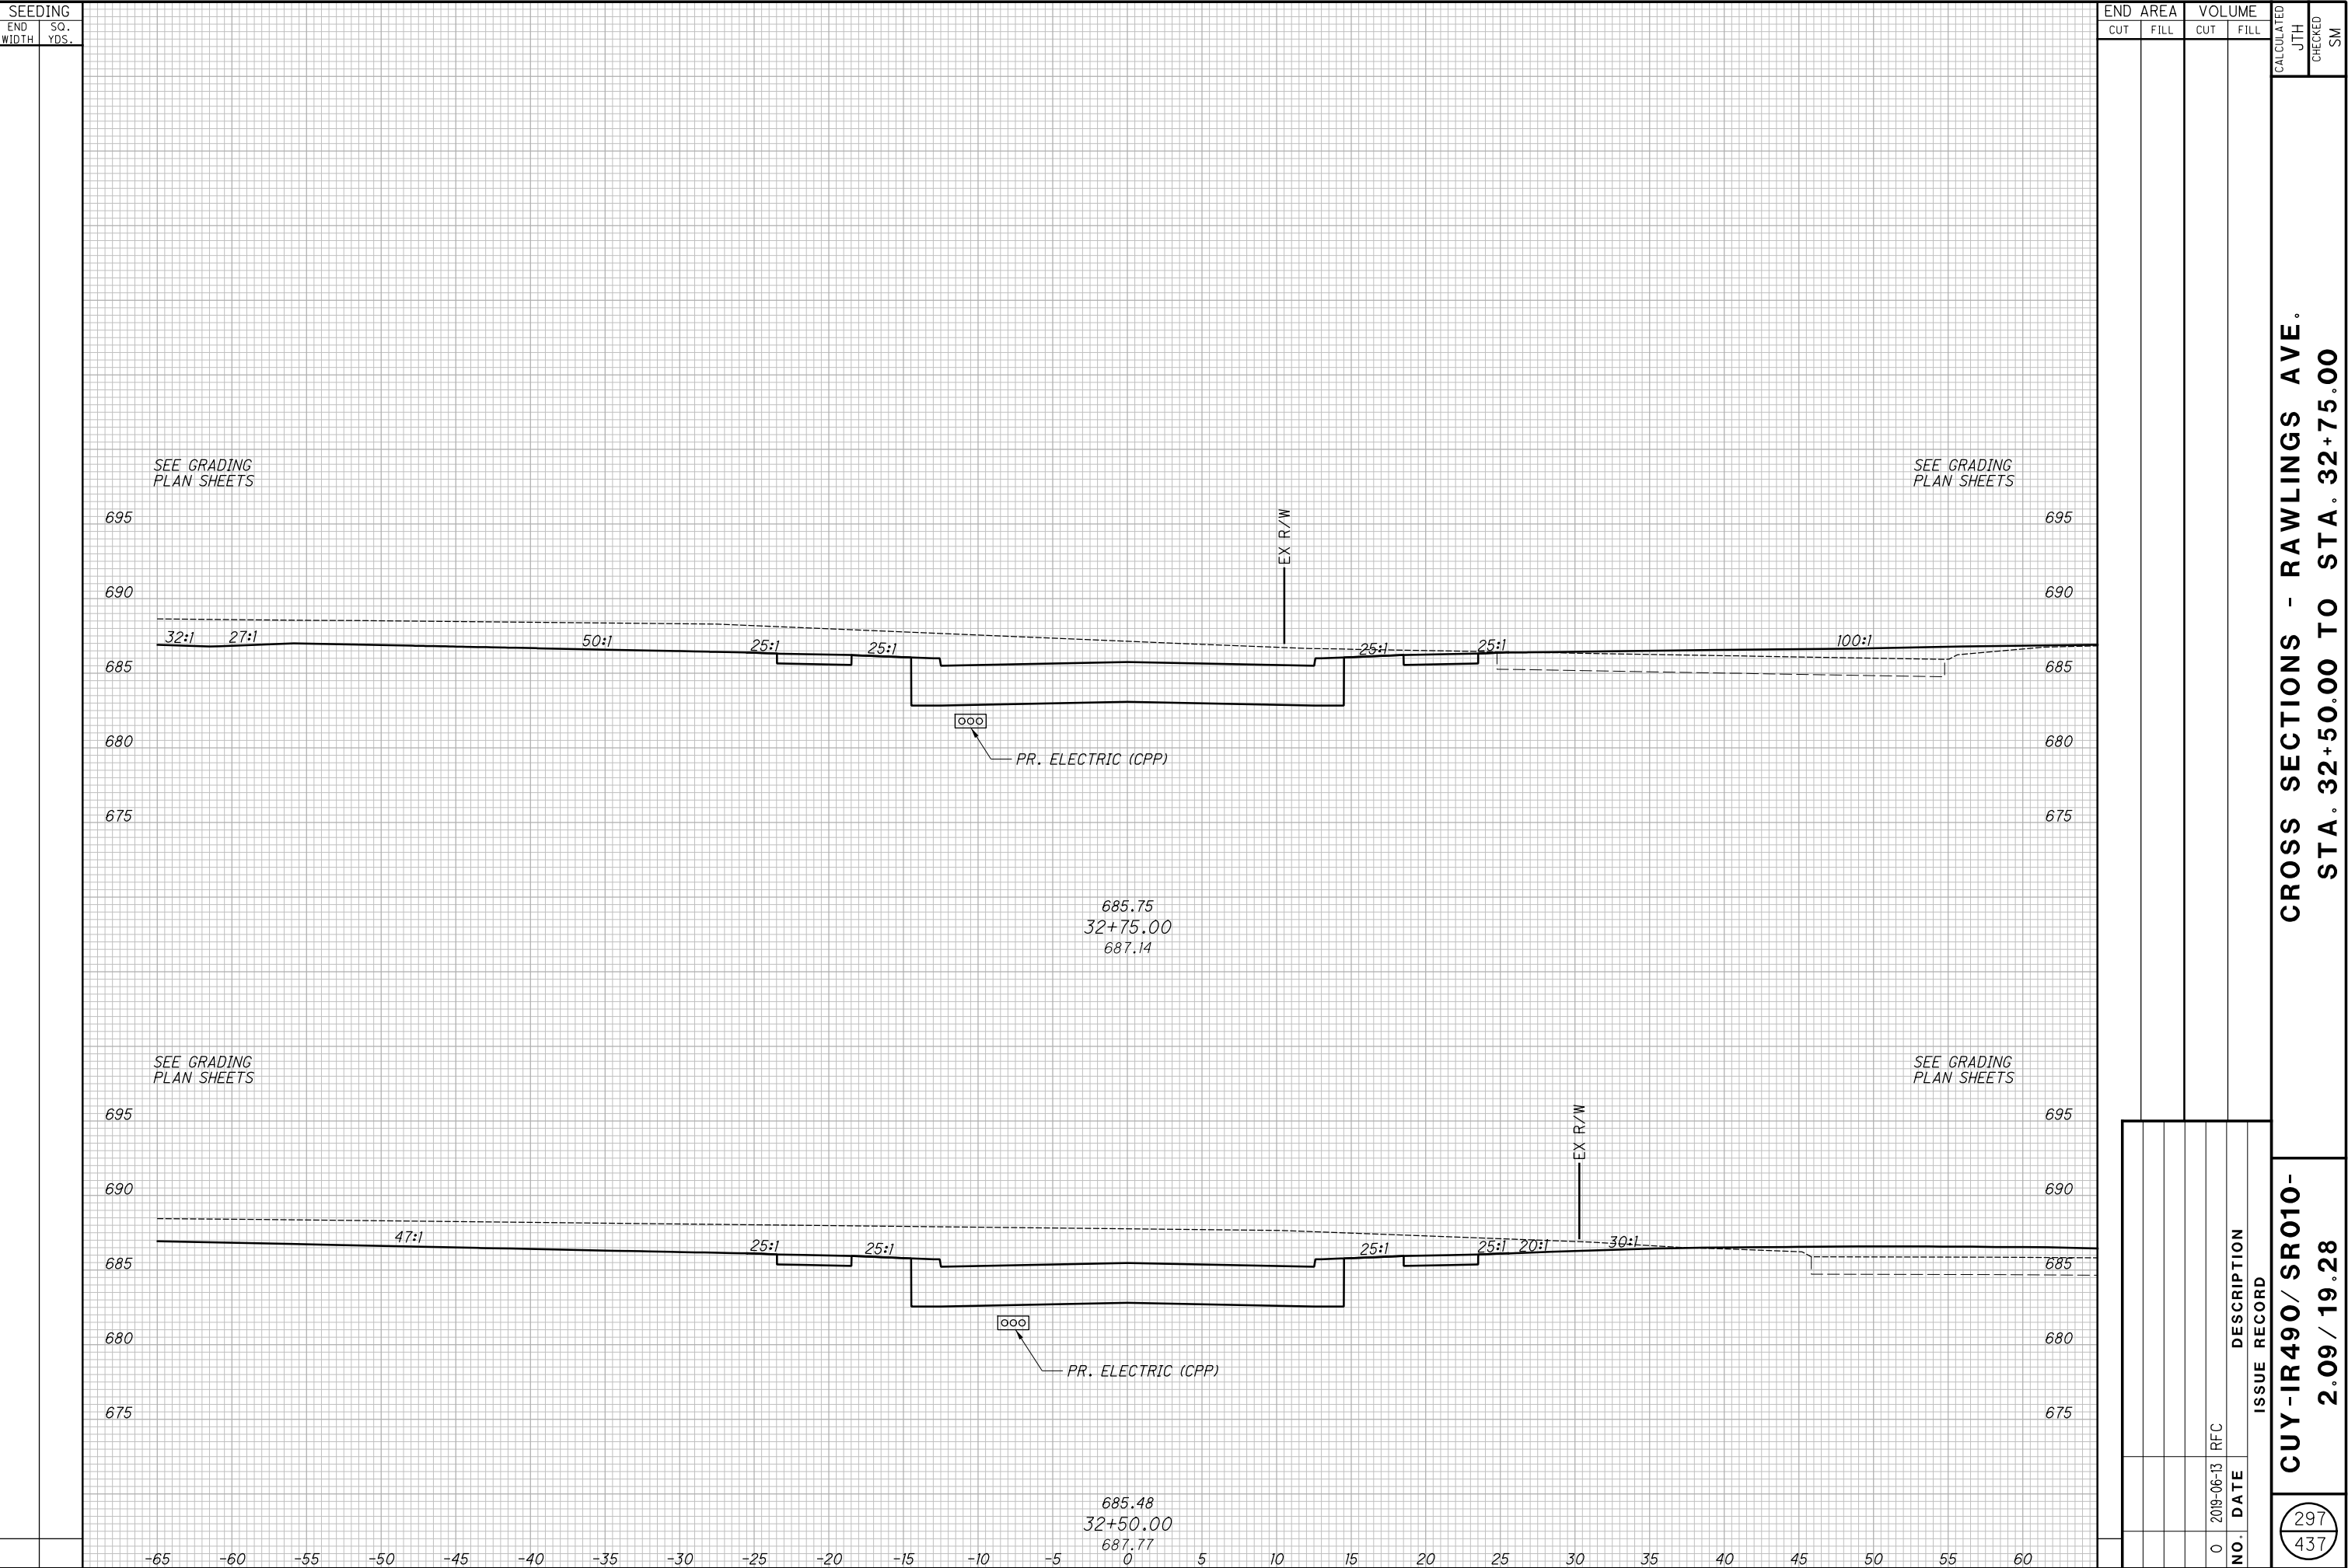 SEEDING
END WIDTH
SQ. YDS.
END AREA
VOLUME
CUT
FILL
CUT
FILL
CALCULATED
JTH
CHECKED
SM
SEE GRADING
PLAN SHEETS
SEE GRADING
PLAN SHEETS
695
EX R/W
695
690
690
32:1 27:1 50:1 25:1 25:1 25:1 25:1 100:1
685
685
680
680
PR. ELECTRIC (CPP)
675
675
685.75
32+75.00
687.14
SEE GRADING
PLAN SHEETS
SEE GRADING
PLAN SHEETS
695
EX R/W
695
690
690
47:1 25:1 25:1 25:1 25:1 20:1 30:1
685
685
680
680
PR. ELECTRIC (CPP)
675
675
685.48
32+50.00
687.77
-65 -60 -55 -50 -45 -40 -35 -30 -25 -20 -15 -10 -5 0 5 10 15 20 25 30 35 40 45 50 55 60
CROSS SECTIONS - RAWLINGS AVE.
STA. 32+50.00 TO STA. 32+75.00
0 2019-06-13 RFC
NO. DATE DESCRIPTION
ISSUE RECORD
CUY-IR490/SR010-
2.09/19.28
297
437